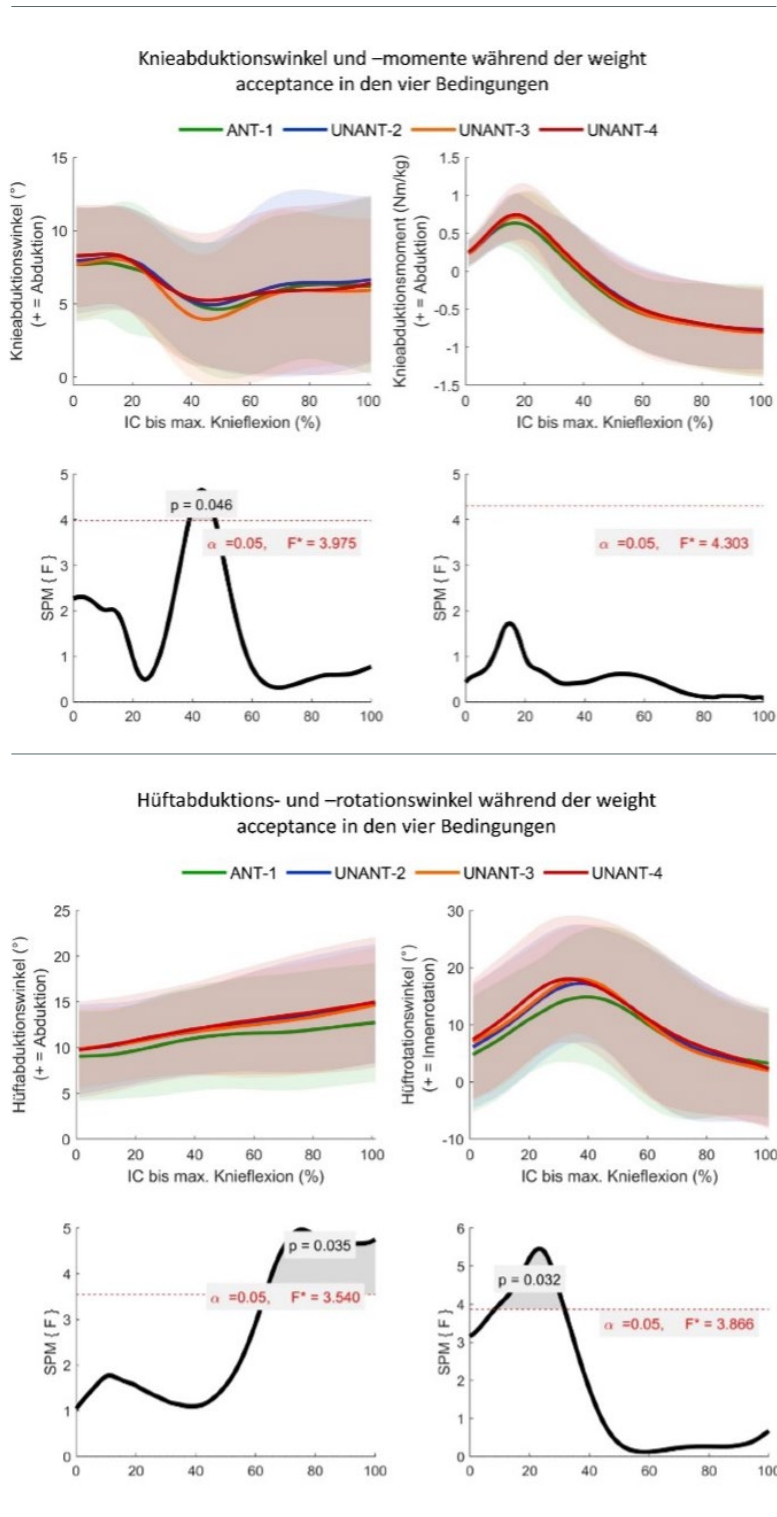 Knieabduktionswinkel und –momente während der weight
acceptance in den vier Bedingungen
ANT-1 UNANT-2 UNANT-3 UNANT-4
Knieabduktionswinkel (°)
(+ = Abduktion)
15
10
5
0
0 20 40 60 80 100
IC bis max. Knieflexion (%)
Knieabduktionsmoment (Nm/kg)
(+ = Abduktion)
1.5
1
0.5
0
-0.5
-1
-1.5
0 20 40 60 80 100
IC bis max. Knieflexion (%)
SPM { F }
5
4
3
2
1
0
p = 0.046
α =0.05, F* = 3.975
0 20 40 60 80 100
SPM { F }
5
4
3
2
1
0
α =0.05, F* = 4.303
0 20 40 60 80 100
Hüftabduktions- und –rotationswinkel während der weight
acceptance in den vier Bedingungen
ANT-1 UNANT-2 UNANT-3 UNANT-4
Hüftabduktionswinkel (°)
(+ = Abduktion)
25
20
15
10
5
0
0 20 40 60 80 100
IC bis max. Knieflexion (%)
Hüftrotationswinkel (°)
(+ = Innenrotation)
30
20
10
0
-10
0 20 40 60 80 100
IC bis max. Knieflexion (%)
SPM { F }
5
4
3
2
1
0
p = 0.035
α =0.05, F* = 3.540
0 20 40 60 80 100
SPM { F }
6
5
4
3
2
1
0
p = 0.032
α =0.05, F* = 3.866
0 20 40 60 80 100